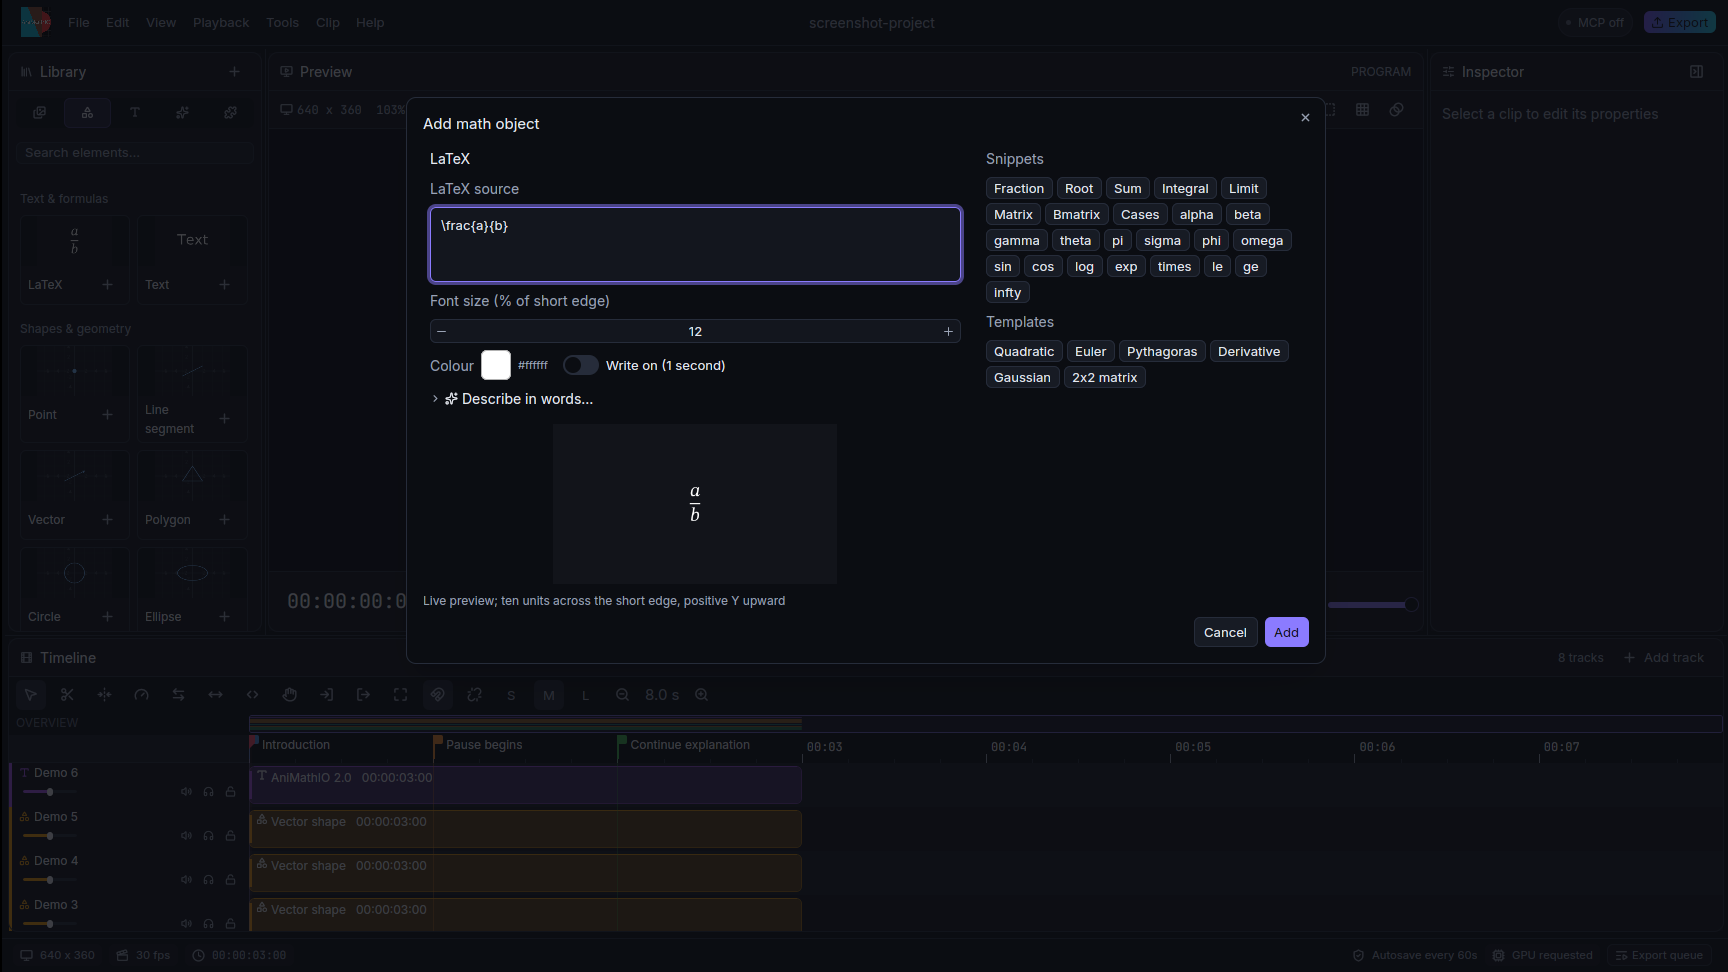 File Edit View Playback Tools Clip Help
screenshot-project
MCP off
Export
Library
Search elements...
Text & formulas
a
b
LaTeX
Text
Text
Shapes & geometry
Point
Line segment
Vector
Polygon
Circle
Ellipse
Preview
PROGRAM
640 x 360 103%
00:00:00:0
Inspector
Select a clip to edit its properties
Add math object
LaTeX
LaTeX source
\frac{a}{b}
Font size (% of short edge)
12
Colour #ffffff Write on (1 second)
Describe in words...
a
b
Live preview; ten units across the short edge, positive Y upward
Snippets
Fraction Root Sum Integral Limit
Matrix Bmatrix Cases alpha beta
gamma theta pi sigma phi omega
sin cos log exp times le ge
infty
Templates
Quadratic Euler Pythagoras Derivative
Gaussian 2x2 matrix
Cancel Add
Timeline
8 tracks
Add track
S M L 8.0 s
OVERVIEW
Introduction Pause begins Continue explanation 00:03 00:04 00:05 00:06 00:07
Demo 6
AniMathIO 2.0 00:00:03:00
Demo 5
Vector shape 00:00:03:00
Demo 4
Vector shape 00:00:03:00
Demo 3
Vector shape 00:00:03:00
640 x 360 30 fps 00:00:03:00
Autosave every 60s GPU requested Export queue